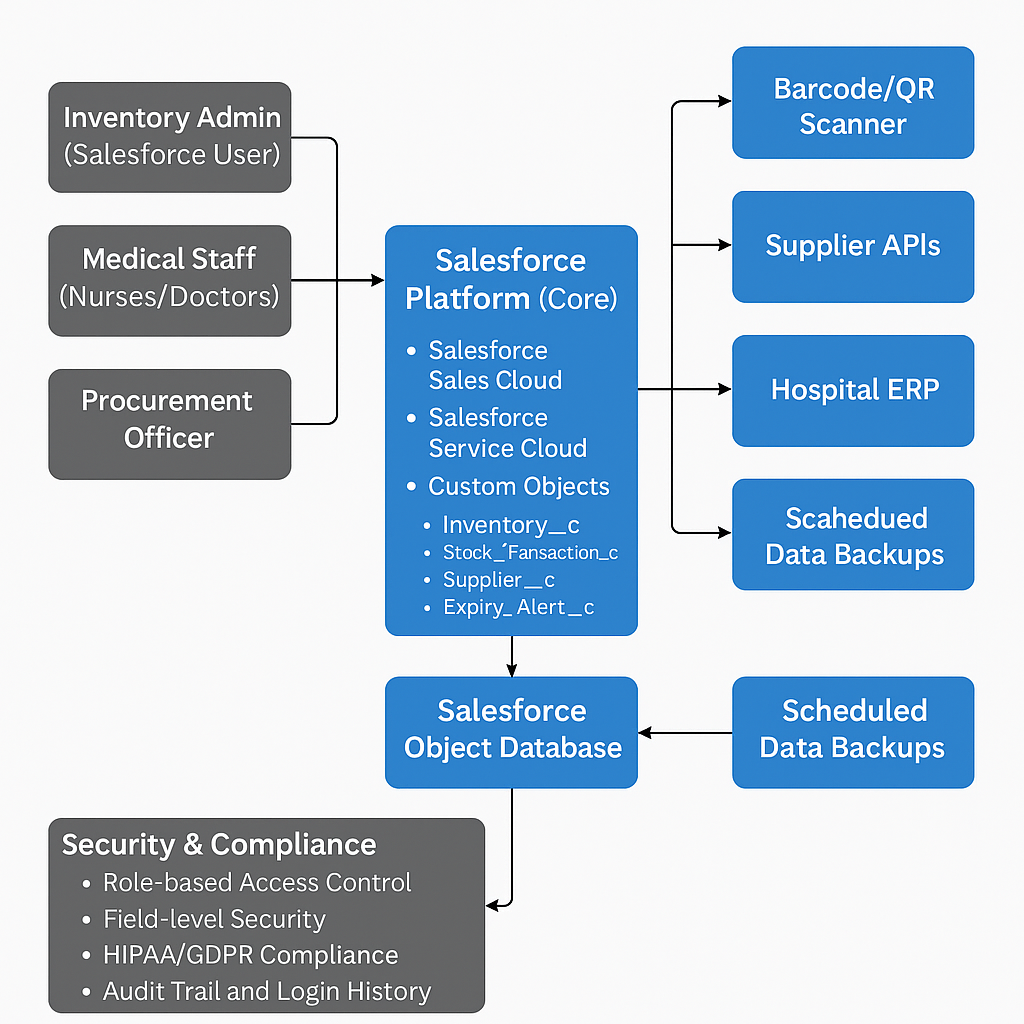 Inventory Admin
(Salesforce User)
Medical Staff
(Nurses/Doctors)
Procurement
Officer
Salesforce
Platform (Core)
• Salesforce
Sales Cloud
• Salesforce
Service Cloud
• Custom Objects
• Inventory__c
• Stock_´Fansaction_c
• Supplier__c
• Expiry_ Alert__c
Barcode/QR
Scanner
Supplier APIs
Hospital ERP
Scahedued
Data Backups
Salesforce
Object Database
Scheduled
Data Backups
Security & Compliance
• Role-based Access Control
• Field-level Security
• HIPAA/GDPR Compliance
• Audit Trail and Login History